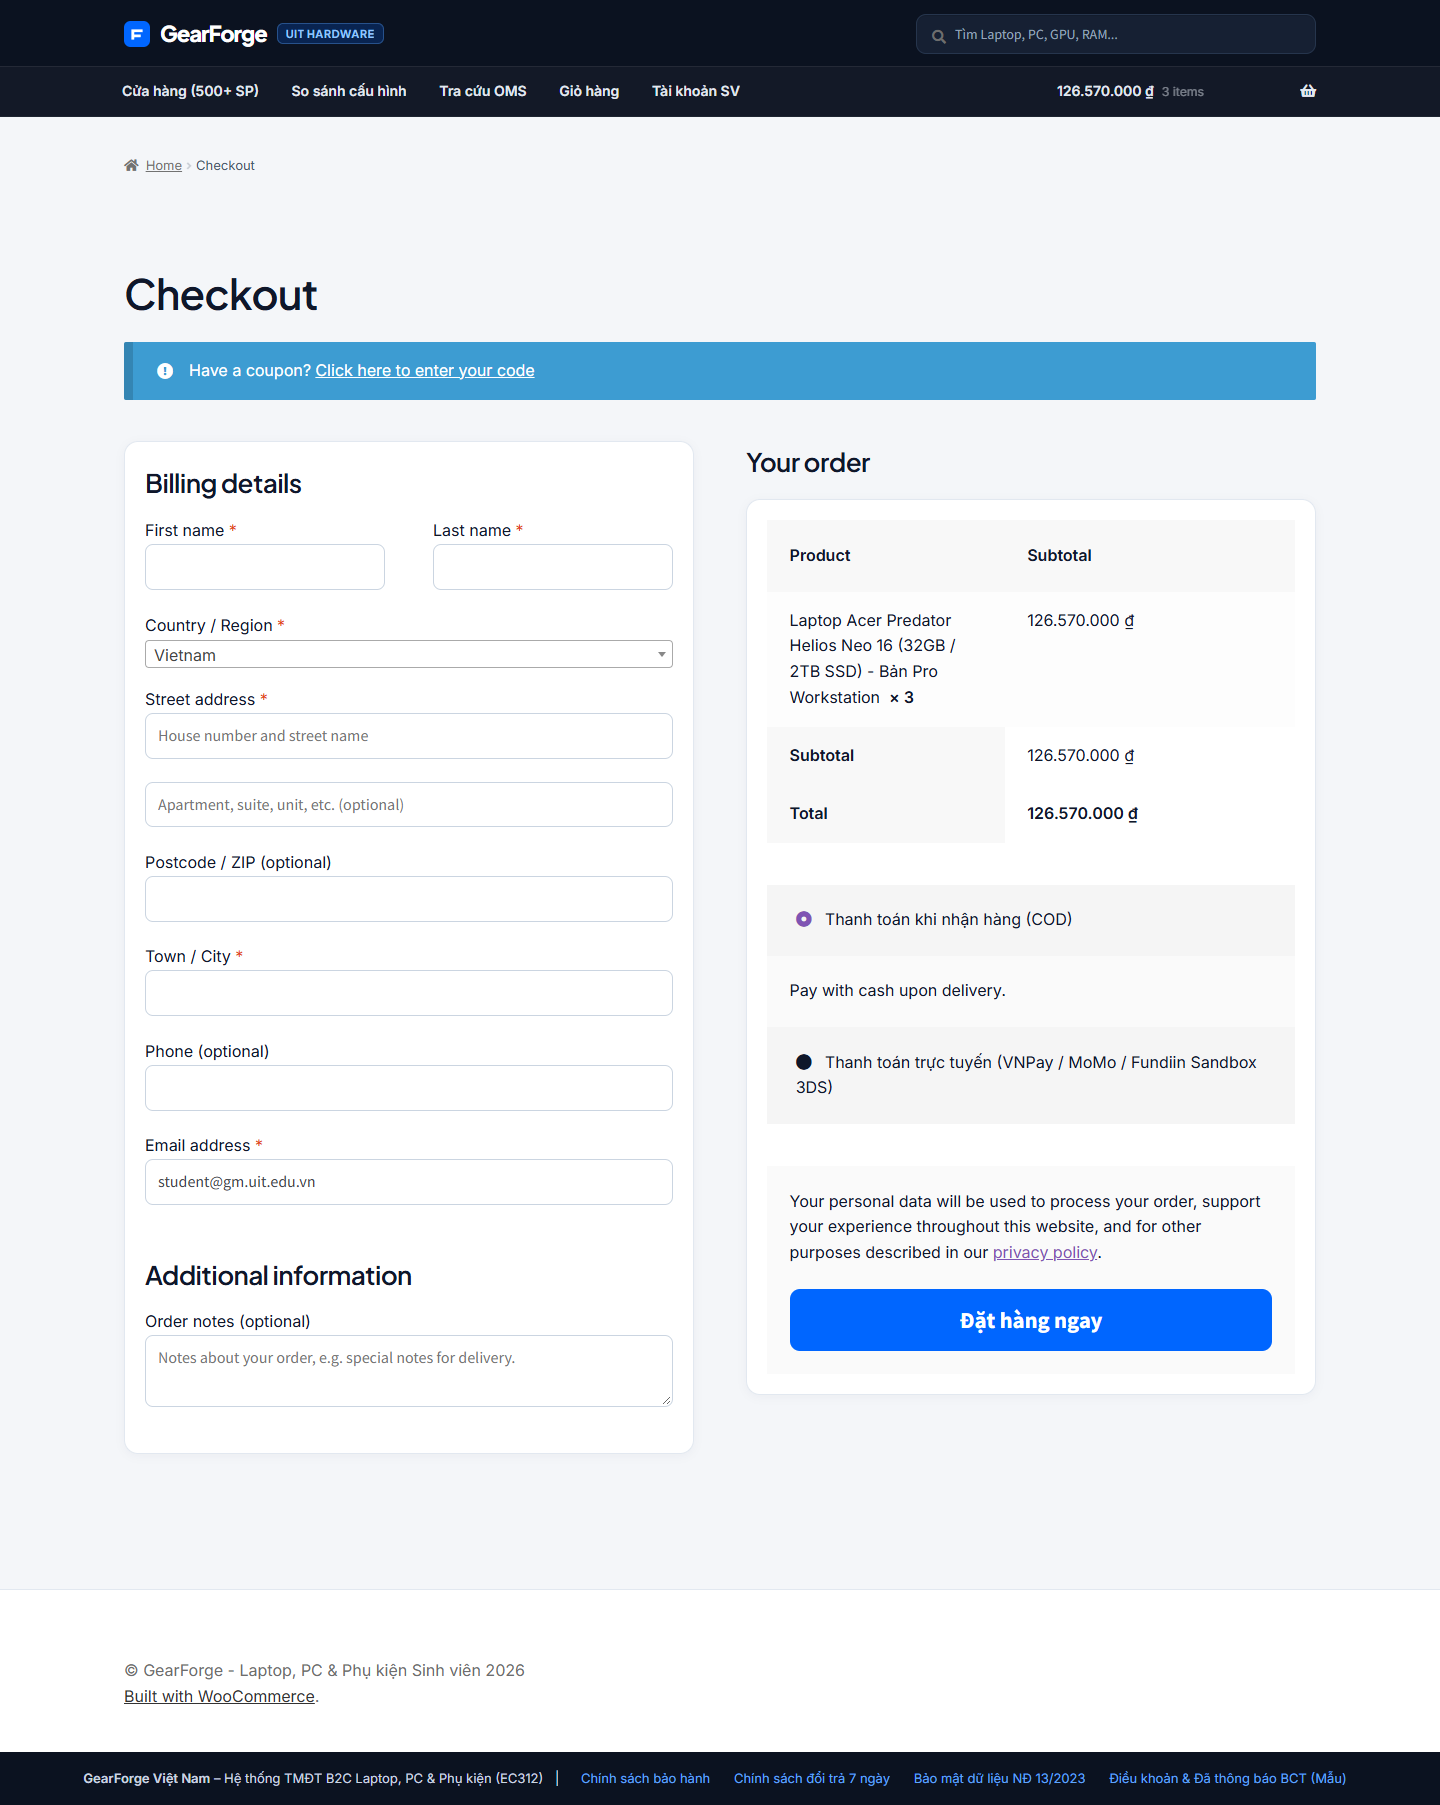 GearForge UIT HARDWARE
Tìm Laptop, PC, GPU, RAM...
Cửa hàng (500+ SP) So sánh cấu hình Tra cứu OMS Giỏ hàng Tài khoản SV 126.570.000 ₫ 3 items
Home › Checkout
Checkout
Have a coupon? Click here to enter your code
Billing details
First name * Last name *
Country / Region *
Vietnam
Street address *
House number and street name
Apartment, suite, unit, etc. (optional)
Postcode / ZIP (optional)
Town / City *
Phone (optional)
Email address *
student@gm.uit.edu.vn
Additional information
Order notes (optional)
Notes about your order, e.g. special notes for delivery.
Your order
Product Subtotal
Laptop Acer Predator 126.570.000 ₫
Helios Neo 16 (32GB /
2TB SSD) - Bản Pro
Workstation × 3
Subtotal 126.570.000 ₫
Total 126.570.000 ₫
Thanh toán khi nhận hàng (COD)
Pay with cash upon delivery.
Thanh toán trực tuyến (VNPay / MoMo / Fundiin Sandbox
3DS)
Your personal data will be used to process your order, support
your experience throughout this website, and for other
purposes described in our privacy policy.
Đặt hàng ngay
© GearForge - Laptop, PC & Phụ kiện Sinh viên 2026
Built with WooCommerce.
GearForge Việt Nam – Hệ thống TMĐT B2C Laptop, PC & Phụ kiện (EC312) | Chính sách bảo hành Chính sách đổi trả 7 ngày Bảo mật dữ liệu NĐ 13/2023 Điều khoản & Đã thông báo BCT (Mẫu)